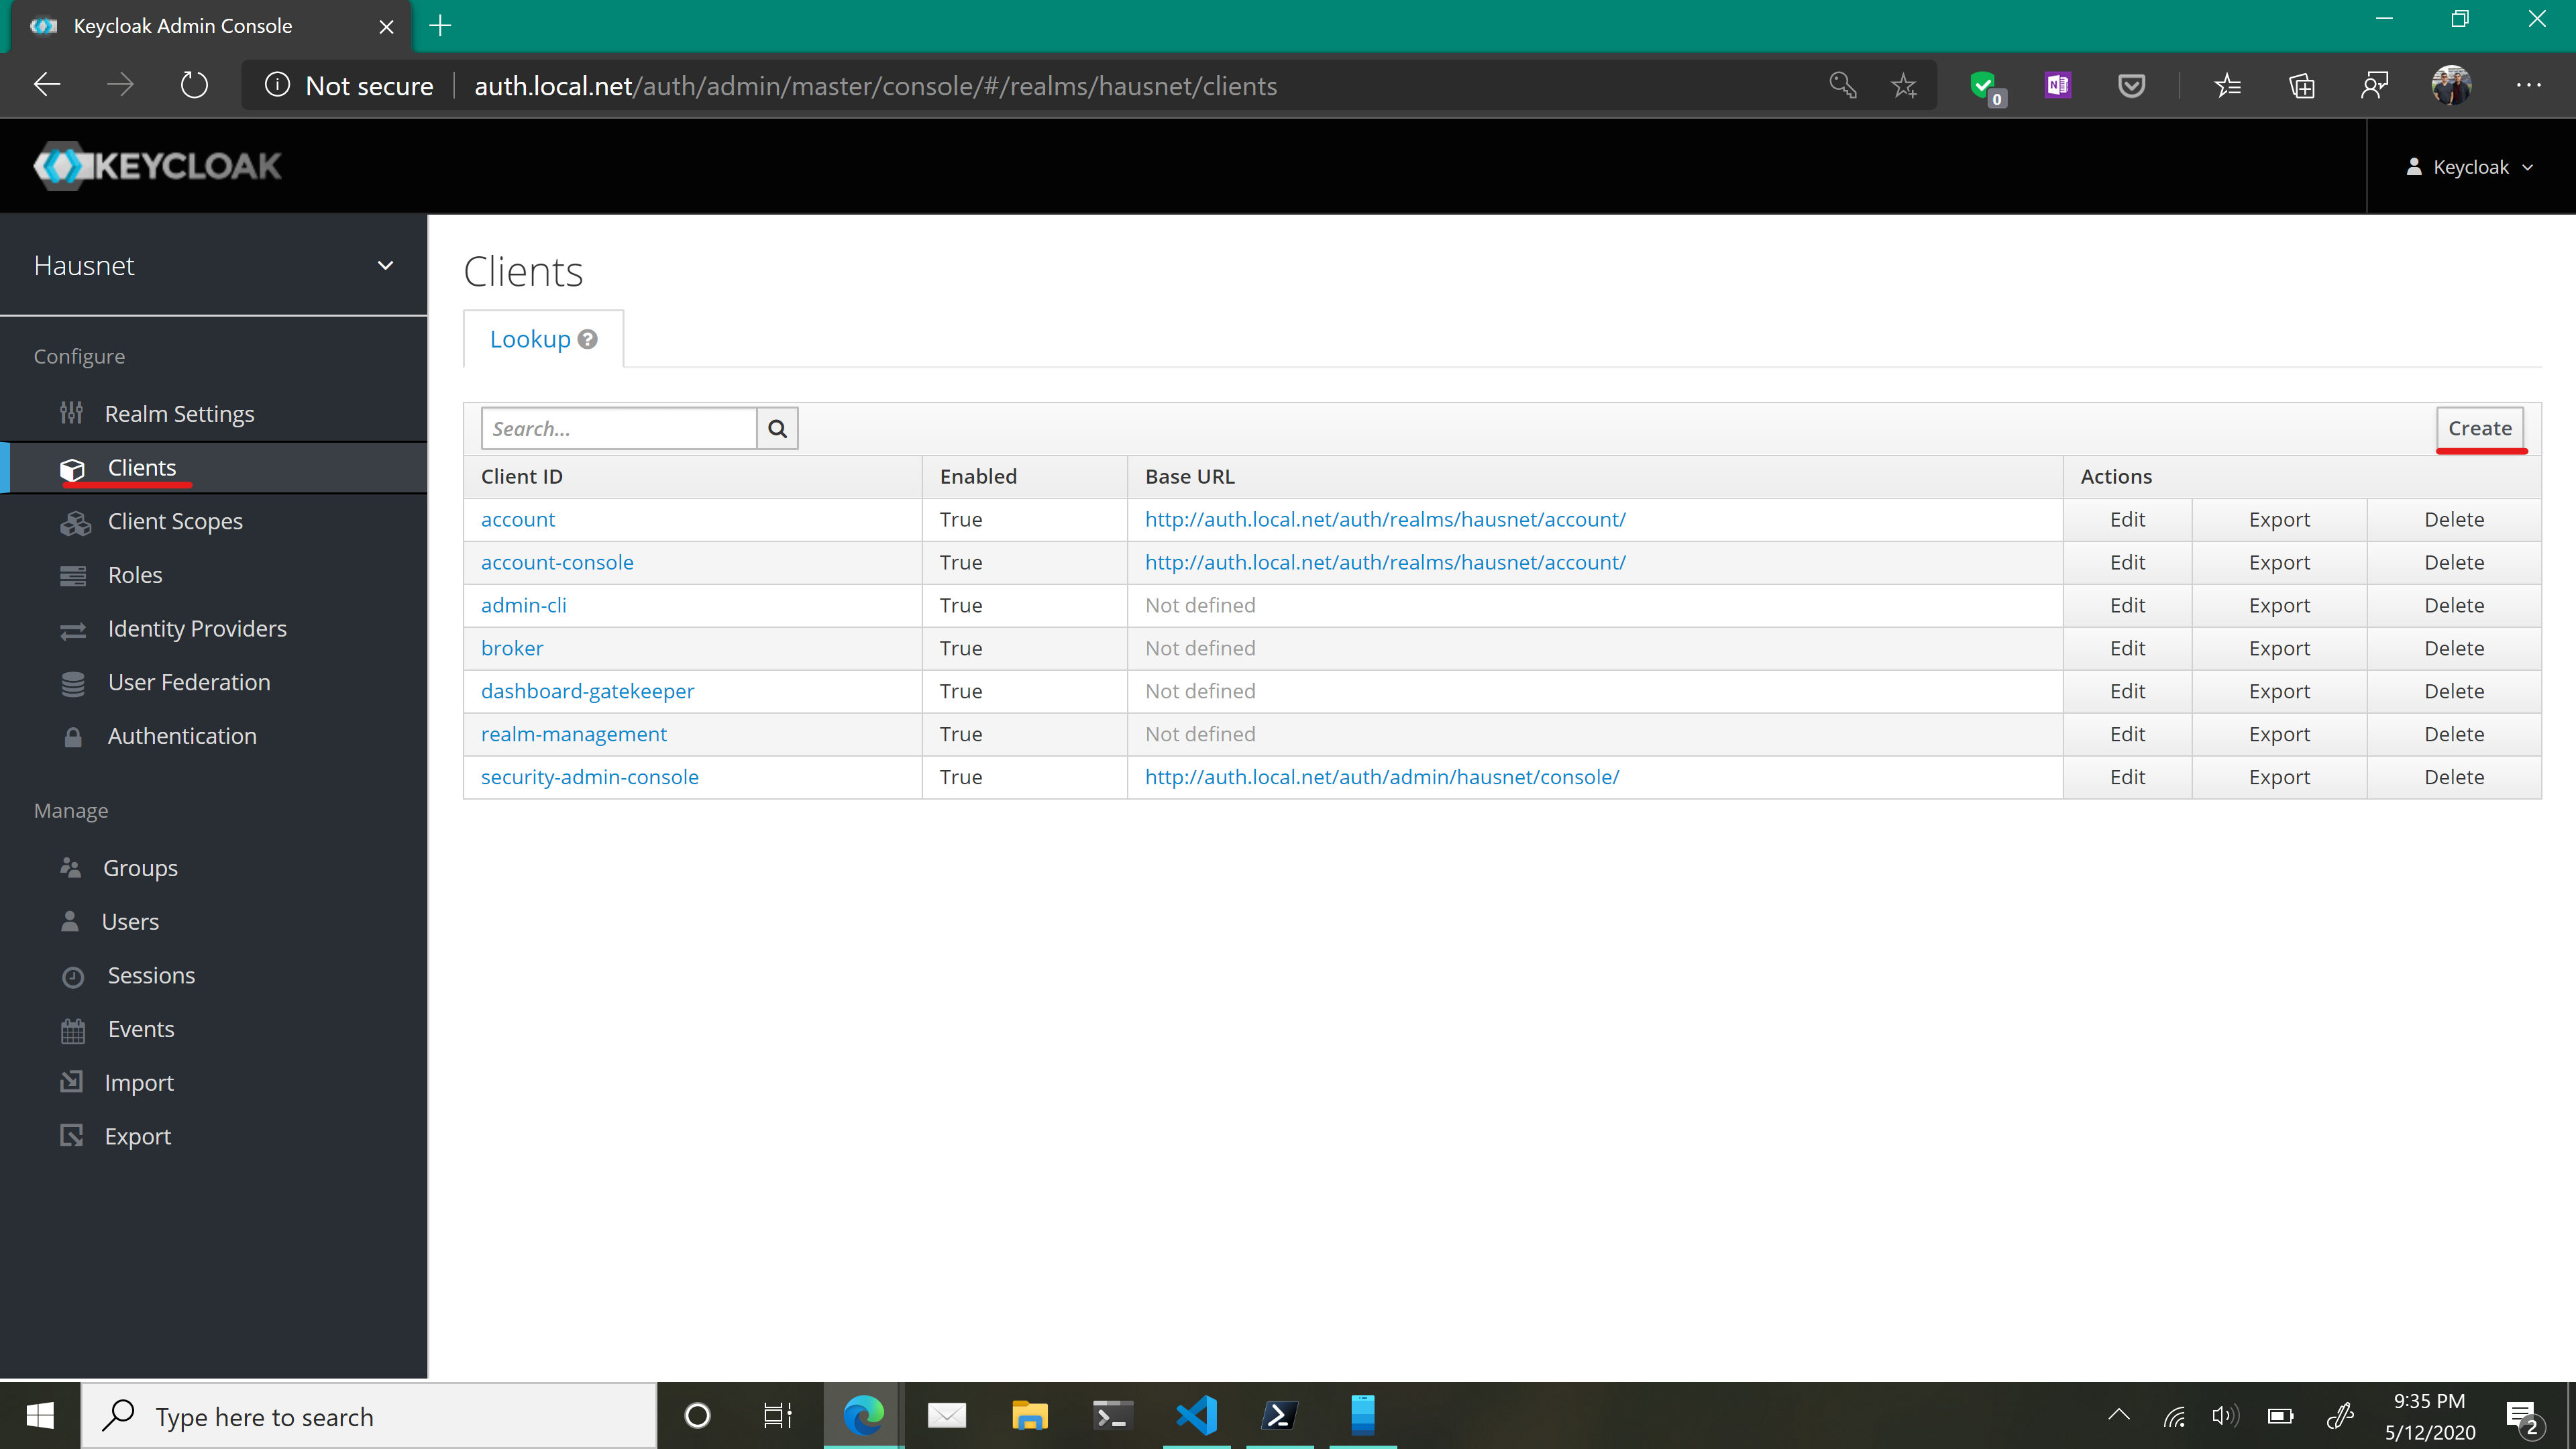 Keycloak Admin Console
Not secure auth.local.net/auth/admin/master/console/#/realms/hausnet/clients
0
KEYCLOAK
Keycloak
Hausnet
Configure
Realm Settings
Clients
Client Scopes
Roles
Identity Providers
User Federation
Authentication
Manage
Groups
Users
Sessions
Events
Import
Export
Clients
Lookup ?
Search...
Create
Client ID Enabled Base URL Actions
account True http://auth.local.net/auth/realms/hausnet/account/ Edit Export Delete
account-console True http://auth.local.net/auth/realms/hausnet/account/ Edit Export Delete
admin-cli True Not defined Edit Export Delete
broker True Not defined Edit Export Delete
dashboard-gatekeeper True Not defined Edit Export Delete
realm-management True Not defined Edit Export Delete
security-admin-console True http://auth.local.net/auth/admin/hausnet/console/ Edit Export Delete
Type here to search
9:35 PM
5/12/2020
2